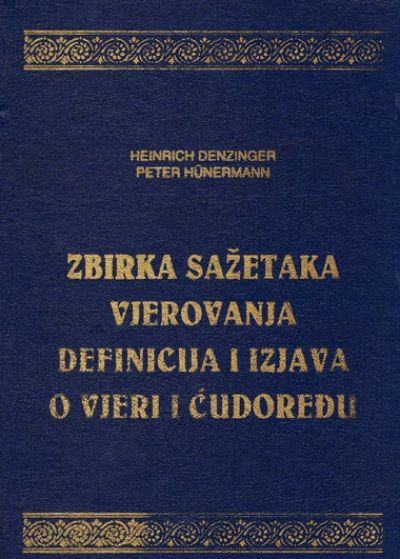 HEINRICH DENZINGER
PETER HÜNERMANN
ZBIRKA SAŽETAKA
VJEROVANJA
DEFINICIJA I IZJAVA
O VJERI I ĆUDOREĐU